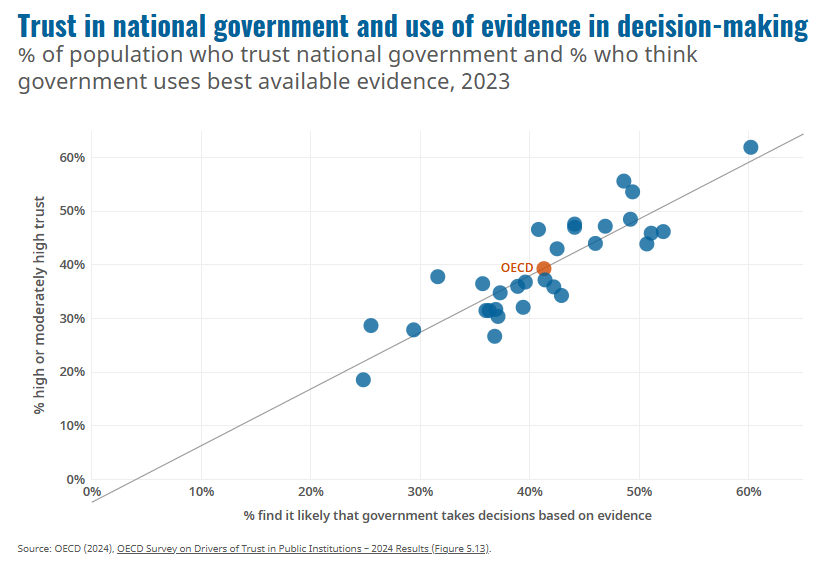 Trust in national government and use of evidence in decision-making
% of population who trust national government and % who think
government uses best available evidence, 2023
% high or moderately high trust
60%
50%
40%
30%
20%
10%
0%
OECD
0%
10%
20%
30%
40%
50%
60%
% find it likely that government takes decisions based on evidence
Source: OECD (2024), OECD Survey on Drivers of Trust in Public Institutions – 2024 Results (Figure 5.13).